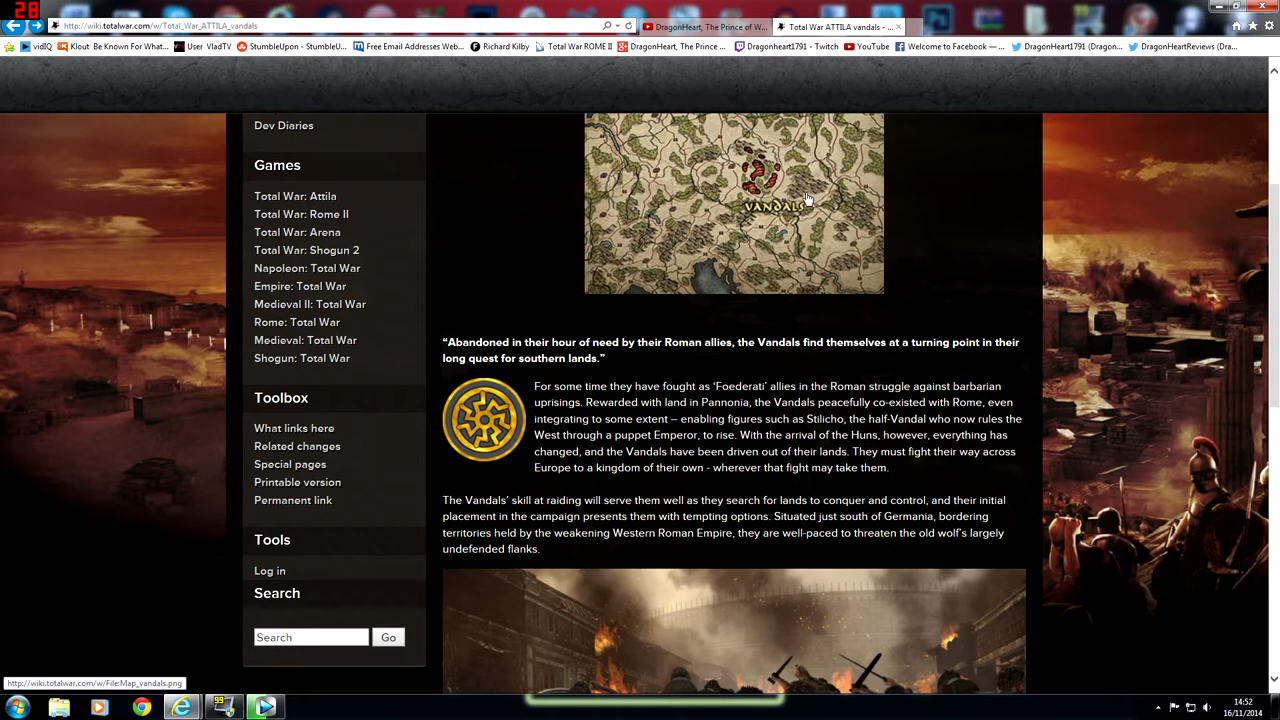 28
http://wiki.totalwar.com/w/Total_War_ATTILA_vandals
DragonHeart, The Prince of W...
Total War ATTILA vandals - ...
vidIQ
Klout Be Known For What...
User VladTV
StumbleUpon - StumbleU...
Free Email Addresses Web...
Richard Kilby
Total War ROME II
DragonHeart, The Prince ...
Dragonheart1791 - Twitch
YouTube
Welcome to Facebook — ...
DragonHeart1791 (Dragon...
DragonHeartReviews (Dra...
Dev Diaries
Games
Total War: Attila
Total War: Rome II
Total War: Arena
Total War: Shogun 2
Napoleon: Total War
Empire: Total War
Medieval II: Total War
Rome: Total War
Medieval: Total War
Shogun: Total War
Toolbox
What links here
Related changes
Special pages
Printable version
Permanent link
Tools
Log in
Search
Search
Go
VANDALS
“Abandoned in their hour of need by their Roman allies, the Vandals find themselves at a turning point in their
long quest for southern lands.”
For some time they have fought as ‘Foederati’ allies in the Roman struggle against barbarian
uprisings. Rewarded with land in Pannonia, the Vandals peacefully co-existed with Rome, even
integrating to some extent – enabling figures such as Stilicho, the half-Vandal who now rules the
West through a puppet Emperor, to rise. With the arrival of the Huns, however, everything has
changed, and the Vandals have been driven out of their lands. They must fight their way across
Europe to a kingdom of their own - wherever that fight may take them.
The Vandals’ skill at raiding will serve them well as they search for lands to conquer and control, and their initial
placement in the campaign presents them with tempting options. Situated just south of Germania, bordering
territories held by the weakening Western Roman Empire, they are well-paced to threaten the old wolf’s largely
undefended flanks.
http://wiki.totalwar.com/w/File:Map_vandals.png
99
14:52
16/11/2014